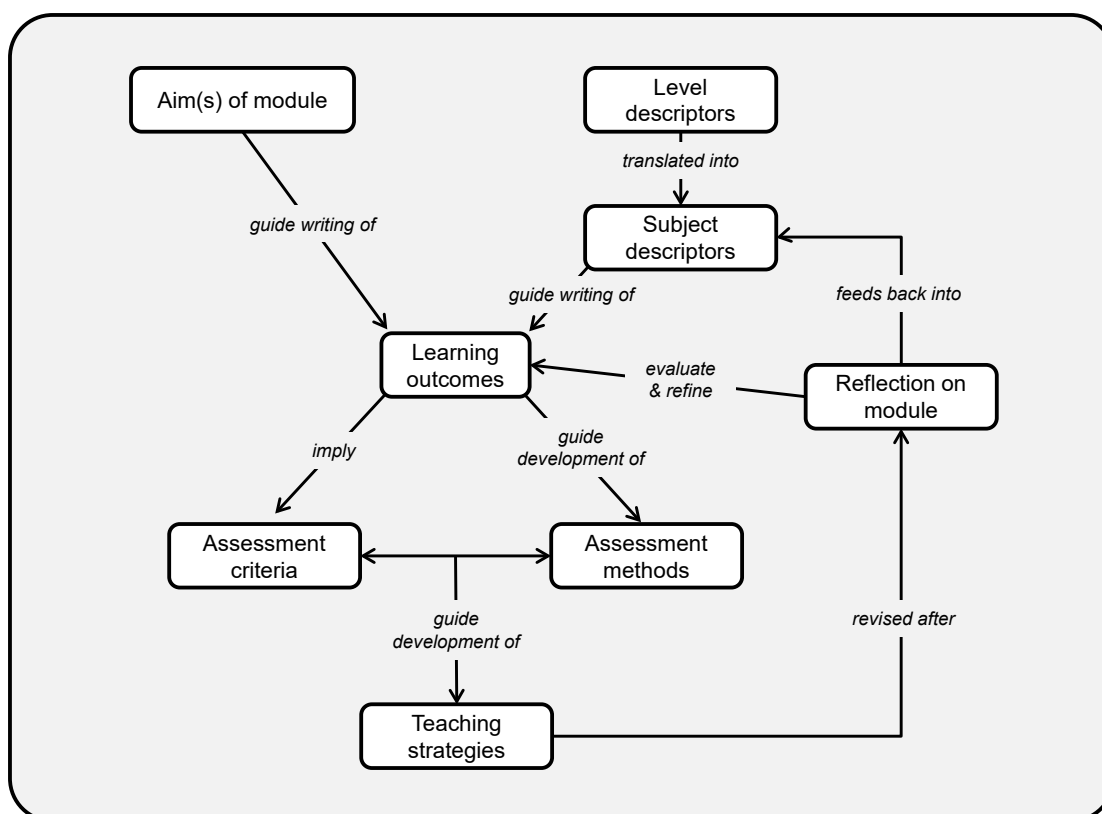 Aim(s) of module
Level
descriptors
translated into
guide writing of
Subject
descriptors
guide writing of
feeds back into
Learning
outcomes
evaluate
& refine
Reflection on
module
imply
guide
development of
Assessment
criteria
Assessment
methods
guide
development of
revised after
Teaching
strategies